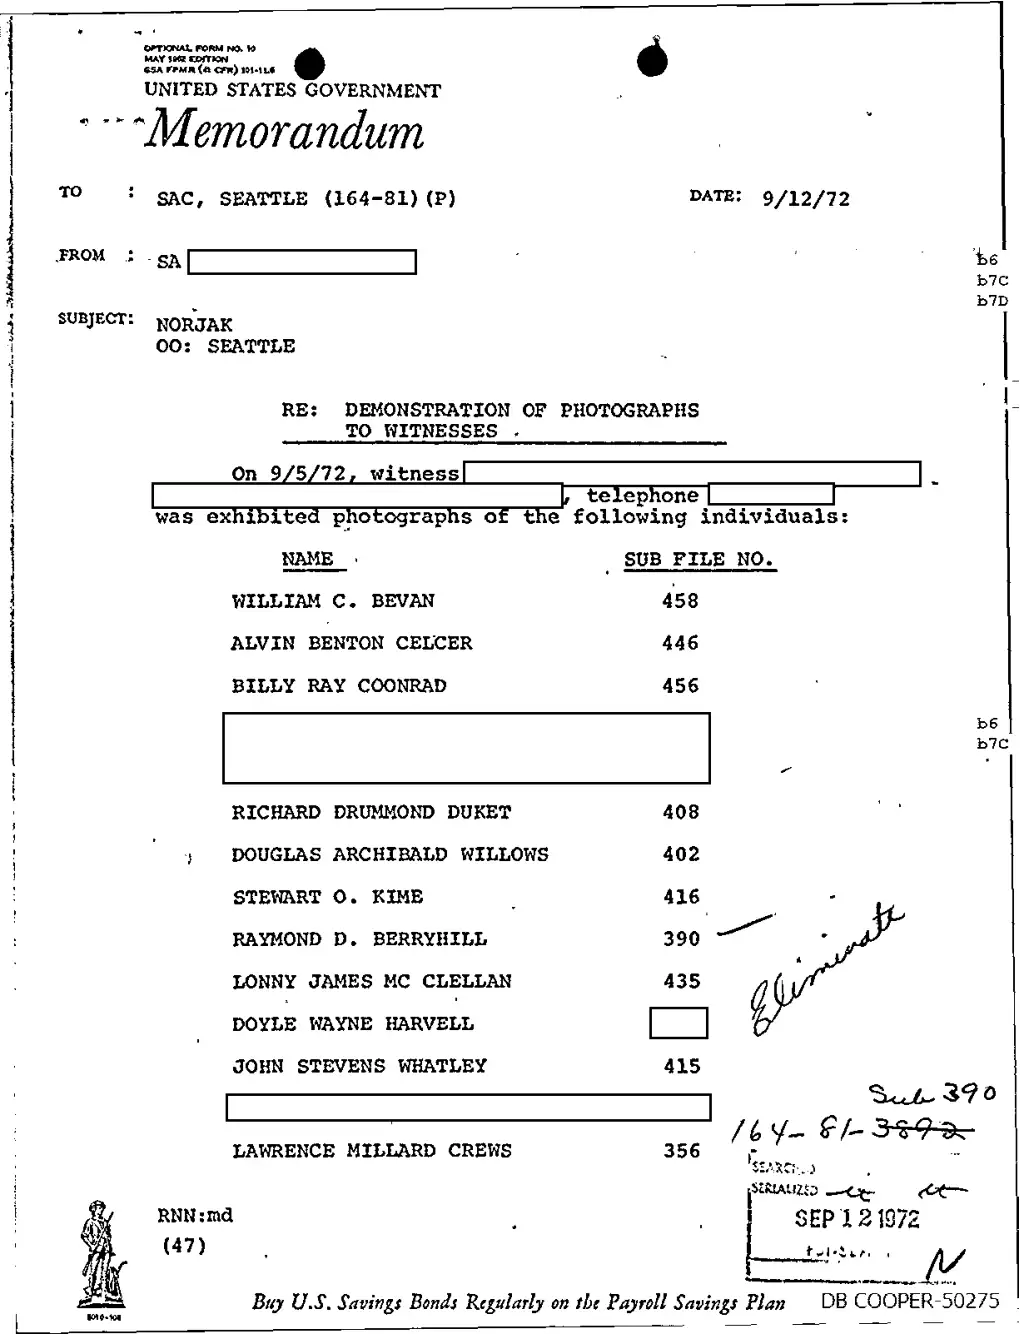 OPTIONAL FORM NO. 10
MAY 1962 EDITION
GSA FPMR (41 CFR) 101-11.6
UNITED STATES GOVERNMENT
Memorandum
TO : SAC, SEATTLE (164-81)(P) DATE: 9/12/72
FROM : SA
b6
b7C
b7D
SUBJECT: NORJAK
OO: SEATTLE
RE: DEMONSTRATION OF PHOTOGRAPHS
TO WITNESSES
On 9/5/72, witness
, telephone
was exhibited photographs of the following individuals:
NAME SUB FILE NO.
WILLIAM C. BEVAN 458
ALVIN BENTON CELCER 446
BILLY RAY COONRAD 456
b6
b7C
RICHARD DRUMMOND DUKET 408
DOUGLAS ARCHIBALD WILLOWS 402
STEWART O. KIME 416
RAYMOND D. BERRYHILL 390
Eliminate
LONNY JAMES MC CLELLAN 435
DOYLE WAYNE HARVELL
JOHN STEVENS WHATLEY 415
Sub 390
164-81-3892
LAWRENCE MILLARD CREWS 356
SEARCHED
SERIALIZED
RNN:md
SEP 12 1972
(47)
N
5010-108
Buy U.S. Savings Bonds Regularly on the Payroll Savings Plan
DB COOPER-50275